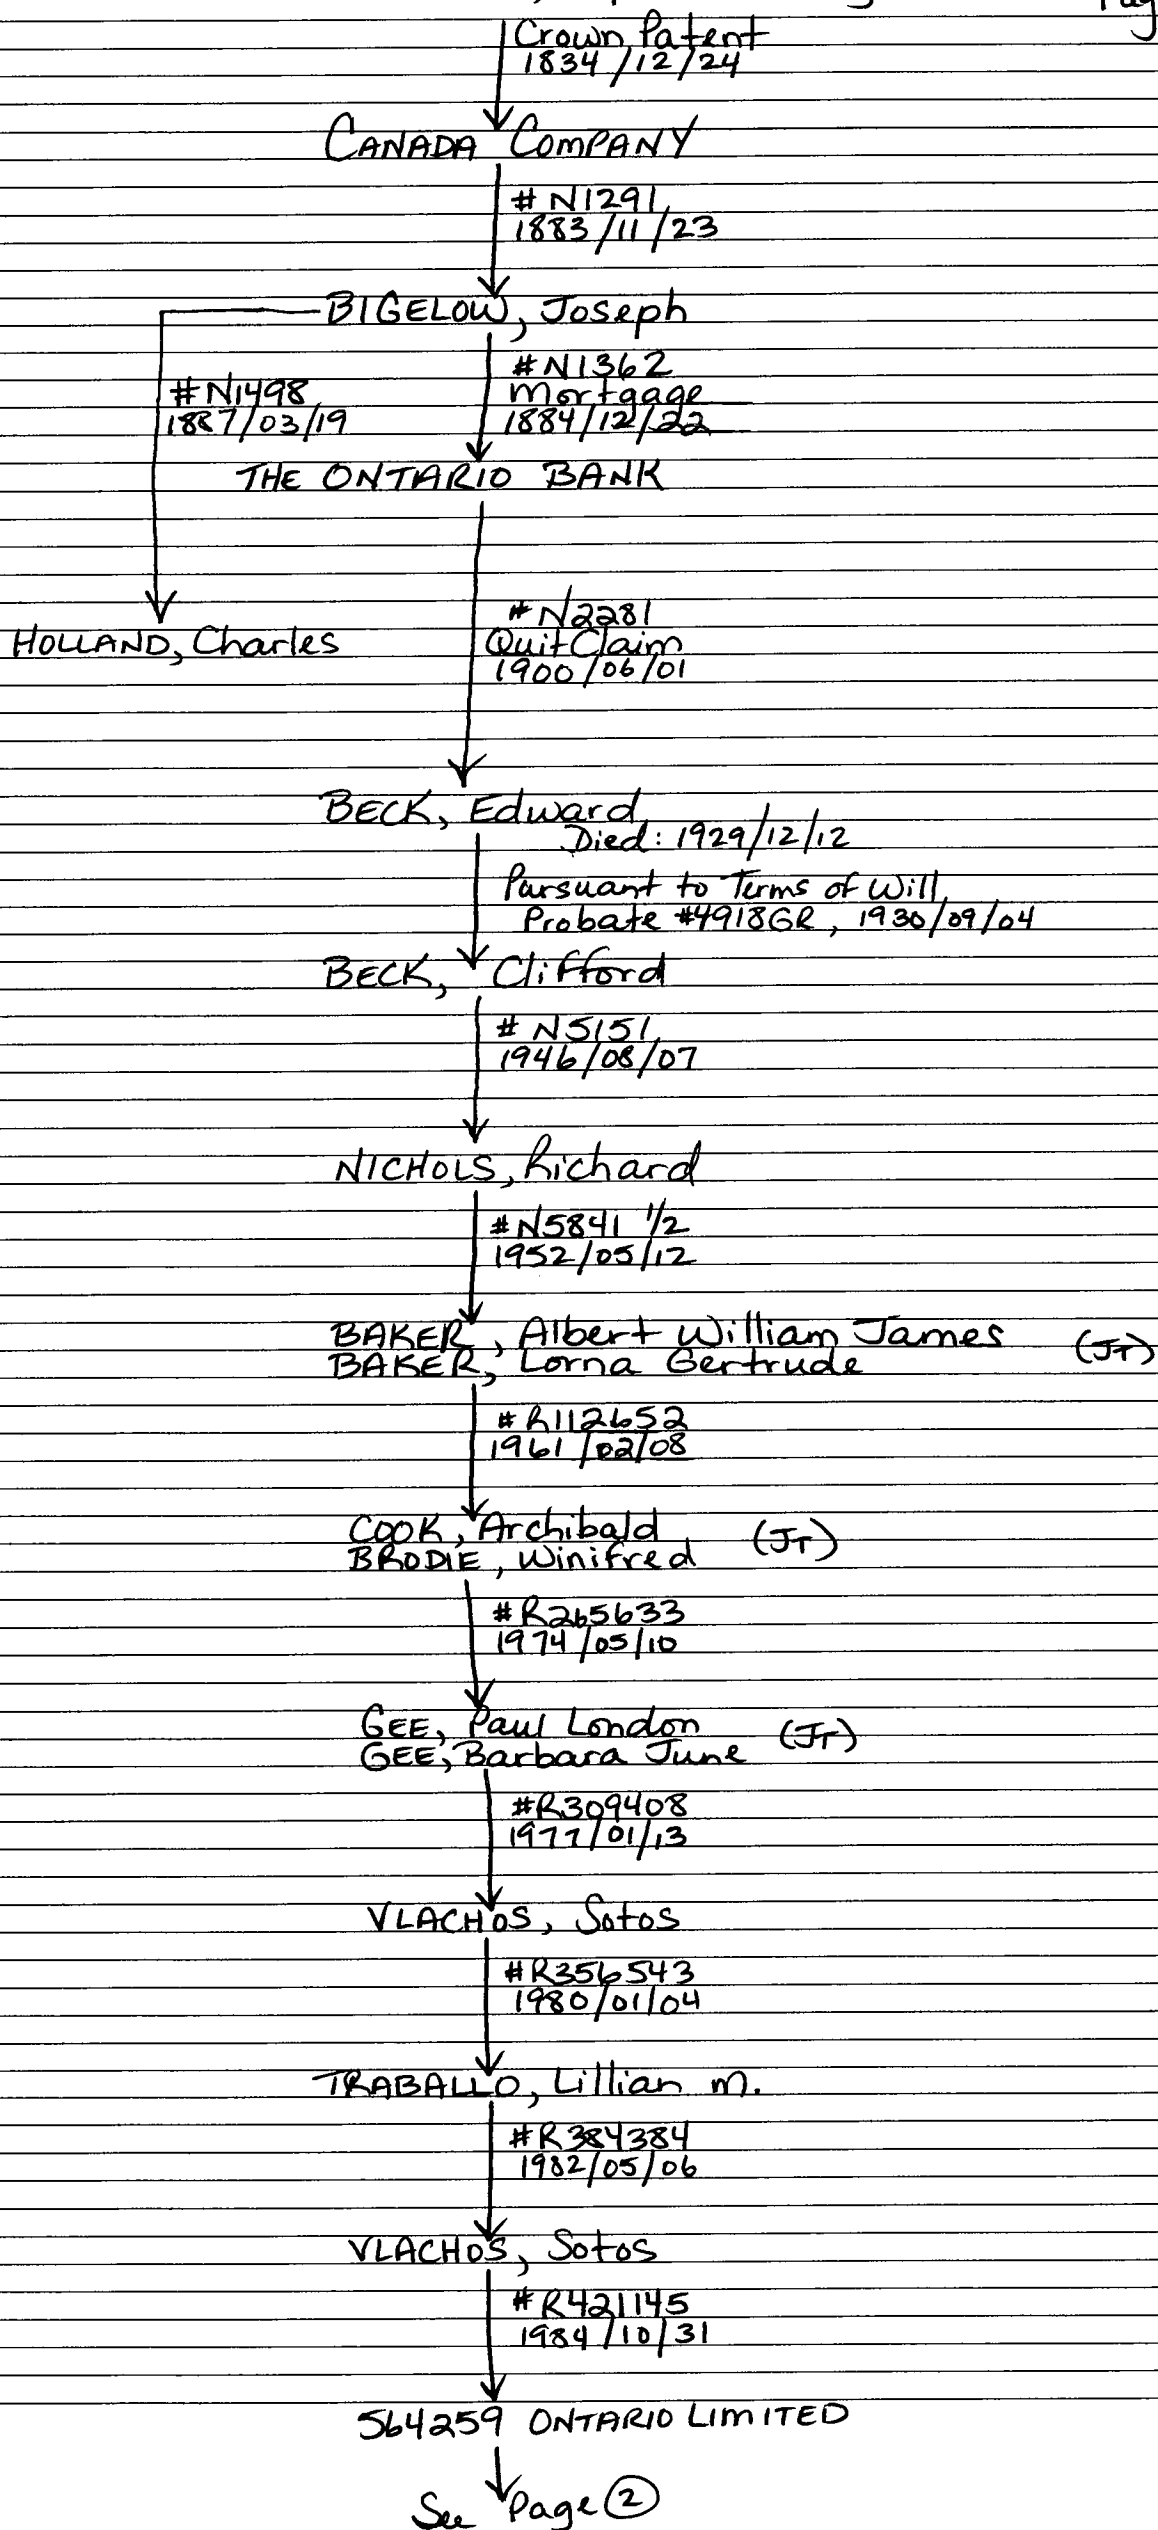 Crown Patent
1834/12/24
CANADA COMPANY
#N1291
1883/11/23
BIGELOW, Joseph
#N1498
1887/03/19
#N1362
Mortgage
1884/12/22
THE ONTARIO BANK
HOLLAND, Charles
#N2281
Quit Claim
1900/06/01
BECK, Edward
Died: 1929/12/12
Pursuant to Terms of Will
Probate #4918GR, 1930/09/04
BECK, Clifford
#N5151
1946/08/07
NICHOLS, Richard
#N5841 1/2
1952/05/12
BAKER, Albert William James (JT)
BAKER, Lorna Gertrude
#R112652
1961/02/08
COOK, Archibald (JT)
BRODIE, Winifred
#R265633
1974/05/10
GEE, Paul London (JT)
GEE, Barbara June
#R309408
1977/01/13
VLACHOS, Sotos
#R356543
1980/01/04
TRABALLO, Lillian M.
#R384384
1982/05/06
VLACHOS, Sotos
#R421145
1984/10/31
564259 ONTARIO LIMITED
See Page 2